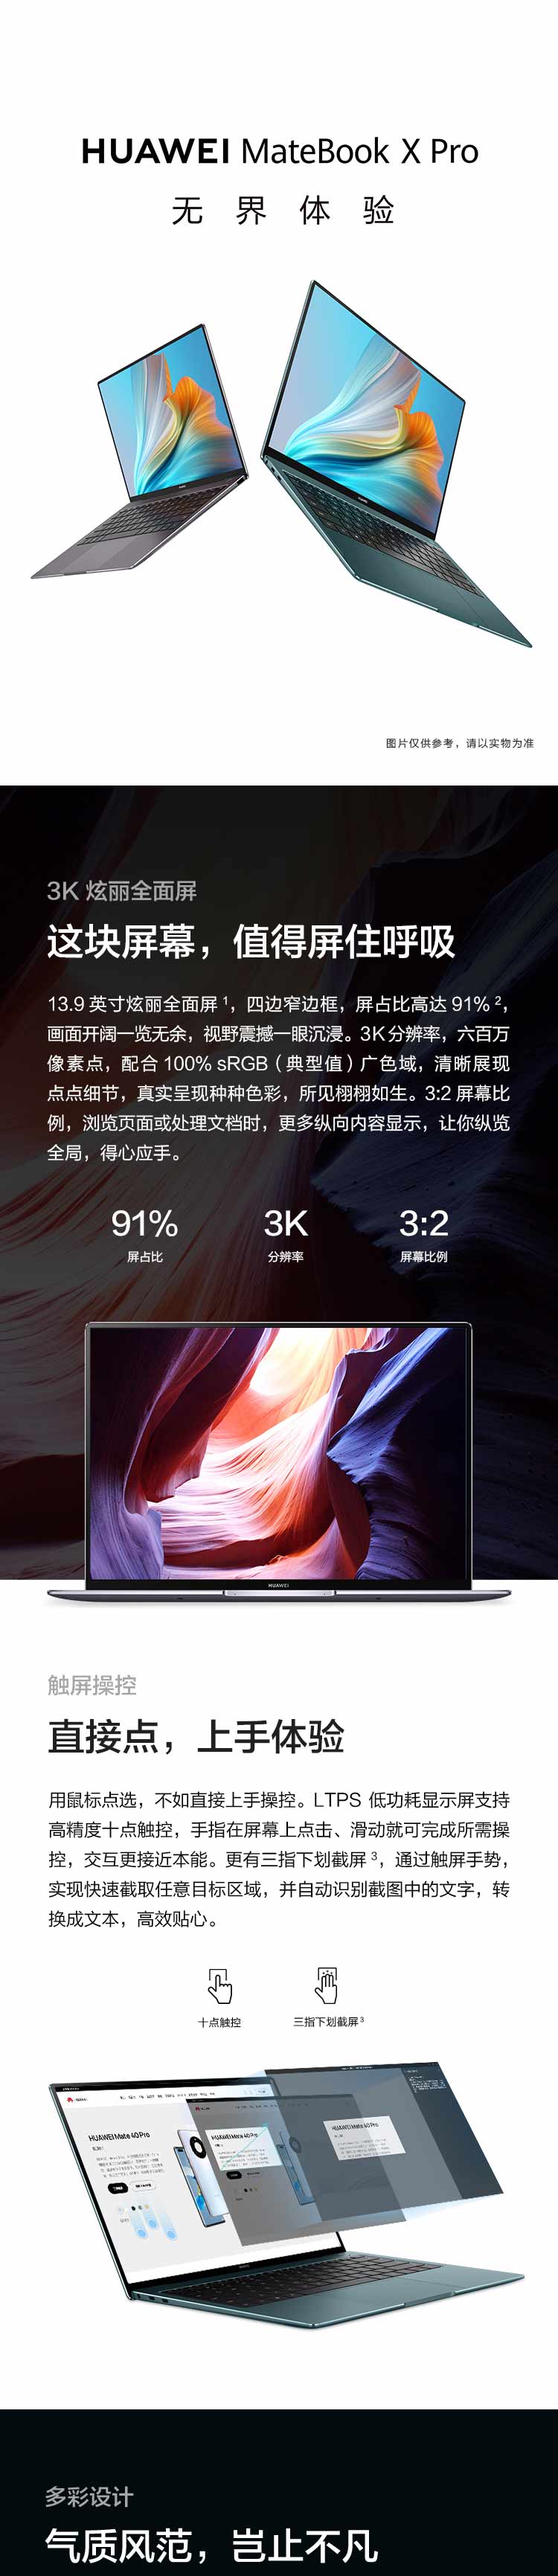 HUAWEI MateBook X Pro
无界体验
图片仅供参考，请以实物为准
3K 炫丽全面屏
这块屏幕，值得屏住呼吸
13.9 英寸炫丽全面屏 1，四边窄边框，屏占比高达 91% 2，
画面开阔一览无余，视野震撼一眼沉浸。3K分辨率，六百万
像素点，配合 100% sRGB（典型值）广色域，清晰展现
点点细节，真实呈现种种色彩，所见栩栩如生。3:2 屏幕比
例，浏览页面或处理文档时，更多纵向内容显示，让你纵览
全局，得心应手。
91% 3K 3:2
屏占比 分辨率 屏幕比例
HUAWEI
触屏操控
直接点，上手体验
用鼠标点选，不如直接上手操控。LTPS 低功耗显示屏支持
高精度十点触控，手指在屏幕上点击、滑动就可完成所需操
控，交互更接近本能。更有三指下划截屏 3，通过触屏手势，
实现快速截取任意目标区域，并自动识别截图中的文字，转
换成文本，高效贴心。
十点触控 三指下划截屏 3
HUAWEI Mate 40 Pro
HUAWEI Mate 40 Pro
HUAWEI Mate 40 Pro
多彩设计
气质风范，岂止不凡